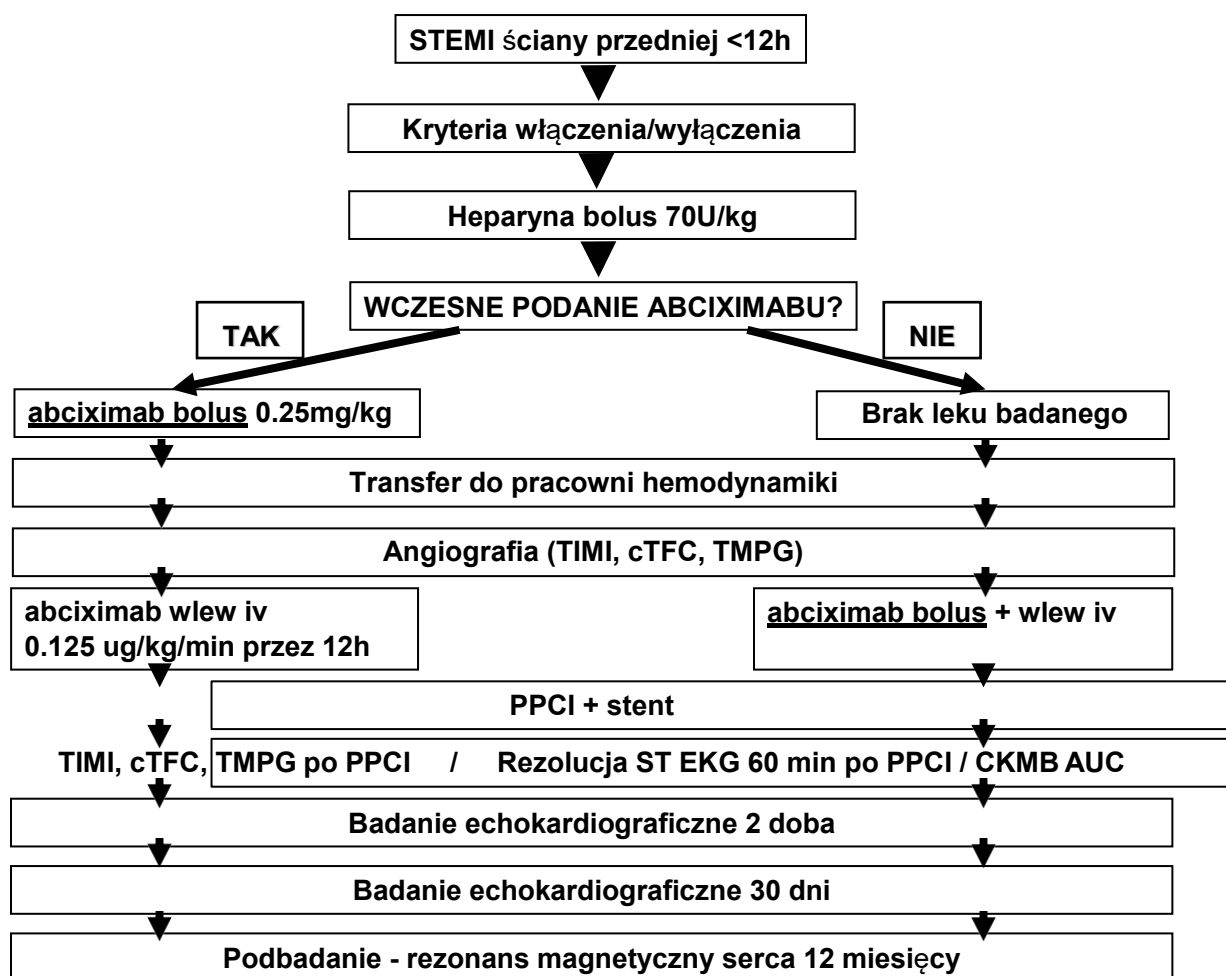 STEMI ściany przedniej <12h
Kryteria włączenia/wyłączenia
Heparyna bolus 70U/kg
WCZESNE PODANIE ABCIXIMABU?
TAK
NIE
abciximab bolus 0.25mg/kg
Brak leku badanego
Transfer do pracowni hemodynamiki
Angiografia (TIMI, cTFC, TMPG)
abciximab wlew iv
0.125 ug/kg/min przez 12h
abciximab bolus + wlew iv
PPCI + stent
TIMI, cTFC, TMPG po PPCI / Rezolucja ST EKG 60 min po PPCI / CKMB AUC
Badanie echokardiograficzne 2 doba
Badanie echokardiograficzne 30 dni
Podbadanie - rezonans magnetyczny serca 12 miesięcy